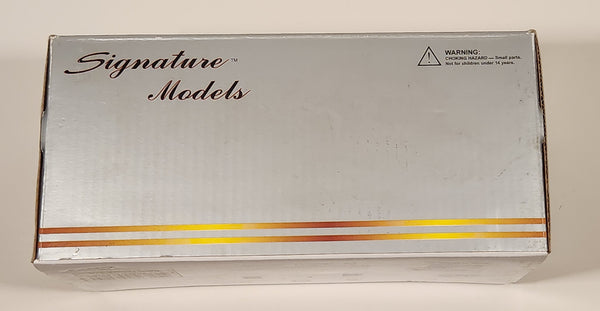 Signature™
Models
WARNING:
CHOKING HAZARD — Small parts.
Not for children under 14 years.